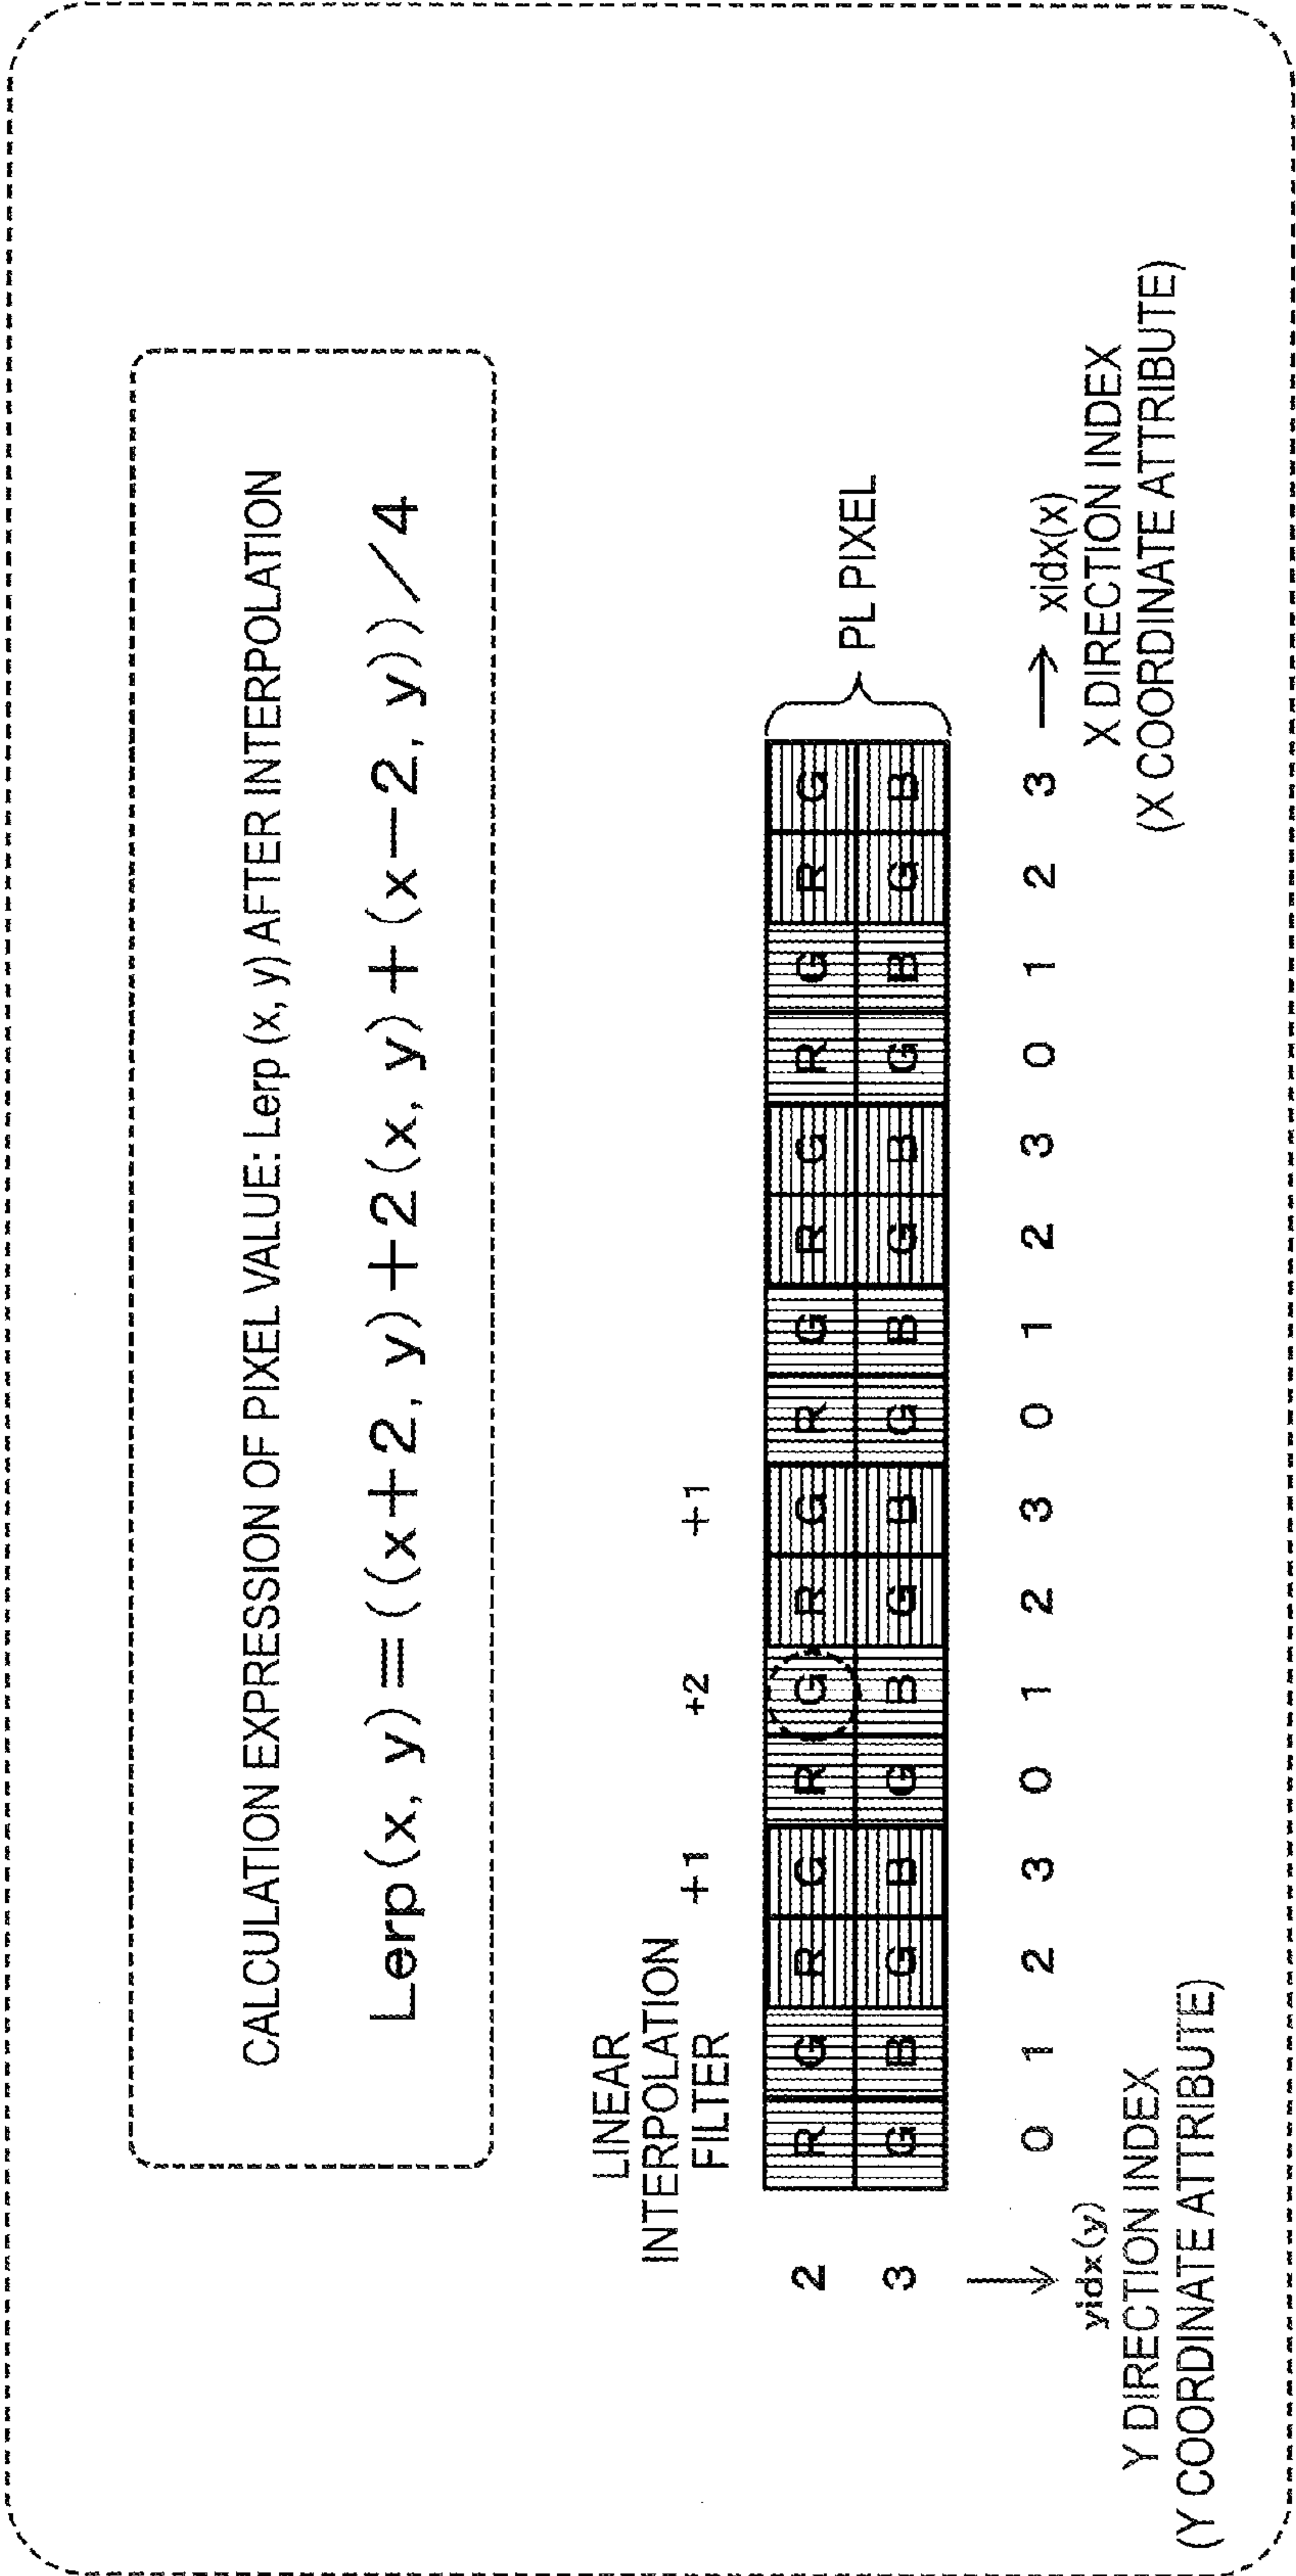 CALCULATION EXPRESSION OF PIXEL VALUE: Lerp (x, y) AFTER INTERPOLATION
Lerp(x, y)=((x+2, y)+2(x, y)+(x-2, y))/4
LINEAR
INTERPOLATION
FILTER
+1 +2 +1
2 R G R G R G R G R G R G R G R G
3 G B G B G B G B G B G B G B G B
PL PIXEL
0 1 2 3 0 1 2 3 0 1 2 3 0 1 2 3
→ xidx(x)
X DIRECTION INDEX
(X COORDINATE ATTRIBUTE)
yidx(y)
Y DIRECTION INDEX
(Y COORDINATE ATTRIBUTE)